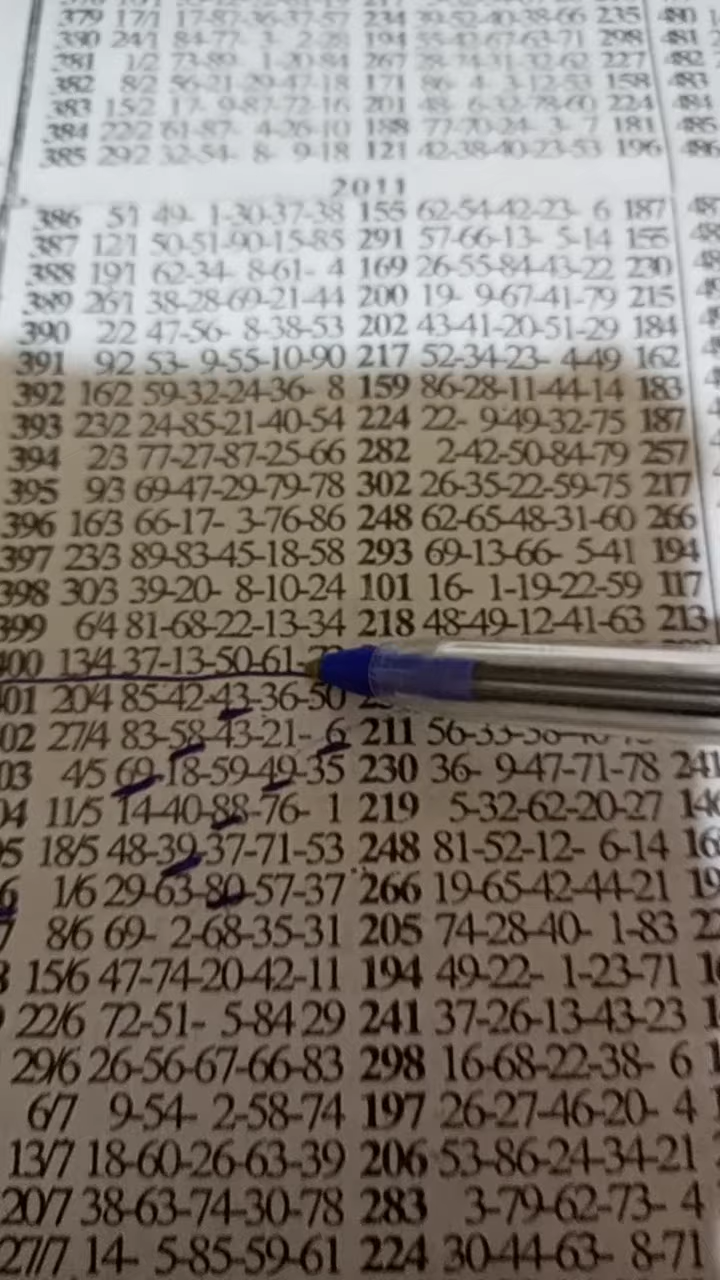 379 17/1 17-87-36-37-57 234 39-52-40-38-66 235 480
380 24/1 84-77- 3- 2-28 194 55-42-67-63-71 298 481
381 1/2 73-89- 1-20-84 267 28-74-31-32-62 227 482
382 8/2 56-21-29-47-18 171 86- 4- 3-12-53 158 483
383 15/2 17- 9-87-72-16 201 48- 6-32-78-60 224 484
384 22/2 61-87- 4-26-10 188 77-70-24- 3- 7 181 485
385 29/2 32-54- 8- 9-18 121 42-38-40-23-53 196 486
2011
386 5/1 49- 1-30-37-38 155 62-54-42-23- 6 187
387 12/1 50-51-90-15-85 291 57-66-13- 5-14 155
388 19/1 62-34- 8-61- 4 169 26-55-84-43-22 230
389 26/1 38-28-69-21-44 200 19- 9-67-41-79 215
390 2/2 47-56- 8-38-53 202 43-41-20-51-29 184
391 9/2 53- 9-55-10-90 217 52-34-23- 4-49 162
392 16/2 59-32-24-36- 8 159 86-28-11-44-14 183
393 23/2 24-85-21-40-54 224 22- 9-49-32-75 187
394 2/3 77-27-87-25-66 282 2-42-50-84-79 257
395 9/3 69-47-29-79-78 302 26-35-22-59-75 217
396 16/3 66-17- 3-76-86 248 62-65-48-31-60 266
397 23/3 89-83-45-18-58 293 69-13-66- 5-41 194
398 30/3 39-20- 8-10-24 101 16- 1-19-22-59 117
399 6/4 81-68-22-13-34 218 48-49-12-41-63 213
400 13/4 37-13-50-61-
01 20/4 85-42-43-36-50
02 27/4 83-58-43-21- 6 211 56-33-
03 4/5 69-18-59-49-35 230 36- 9-47-71-78 241
04 11/5 14-40-88-76- 1 219 5-32-62-20-27
5 18/5 48-39-37-71-53 248 81-52-12- 6-14
6 1/6 29-63-80-57-37 266 19-65-42-44-21
7 8/6 69- 2-68-35-31 205 74-28-40- 1-83
15/6 47-74-20-42-11 194 49-22- 1-23-71
22/6 72-51- 5-84 29 241 37-26-13-43-23
29/6 26-56-67-66-83 298 16-68-22-38- 6
6/7 9-54- 2-58-74 197 26-27-46-20- 4
13/7 18-60-26-63-39 206 53-86-24-34-21
20/7 38-63-74-30-78 283 3-79-62-73- 4
27/7 14- 5-85-59-61 224 30-44-63- 8-71